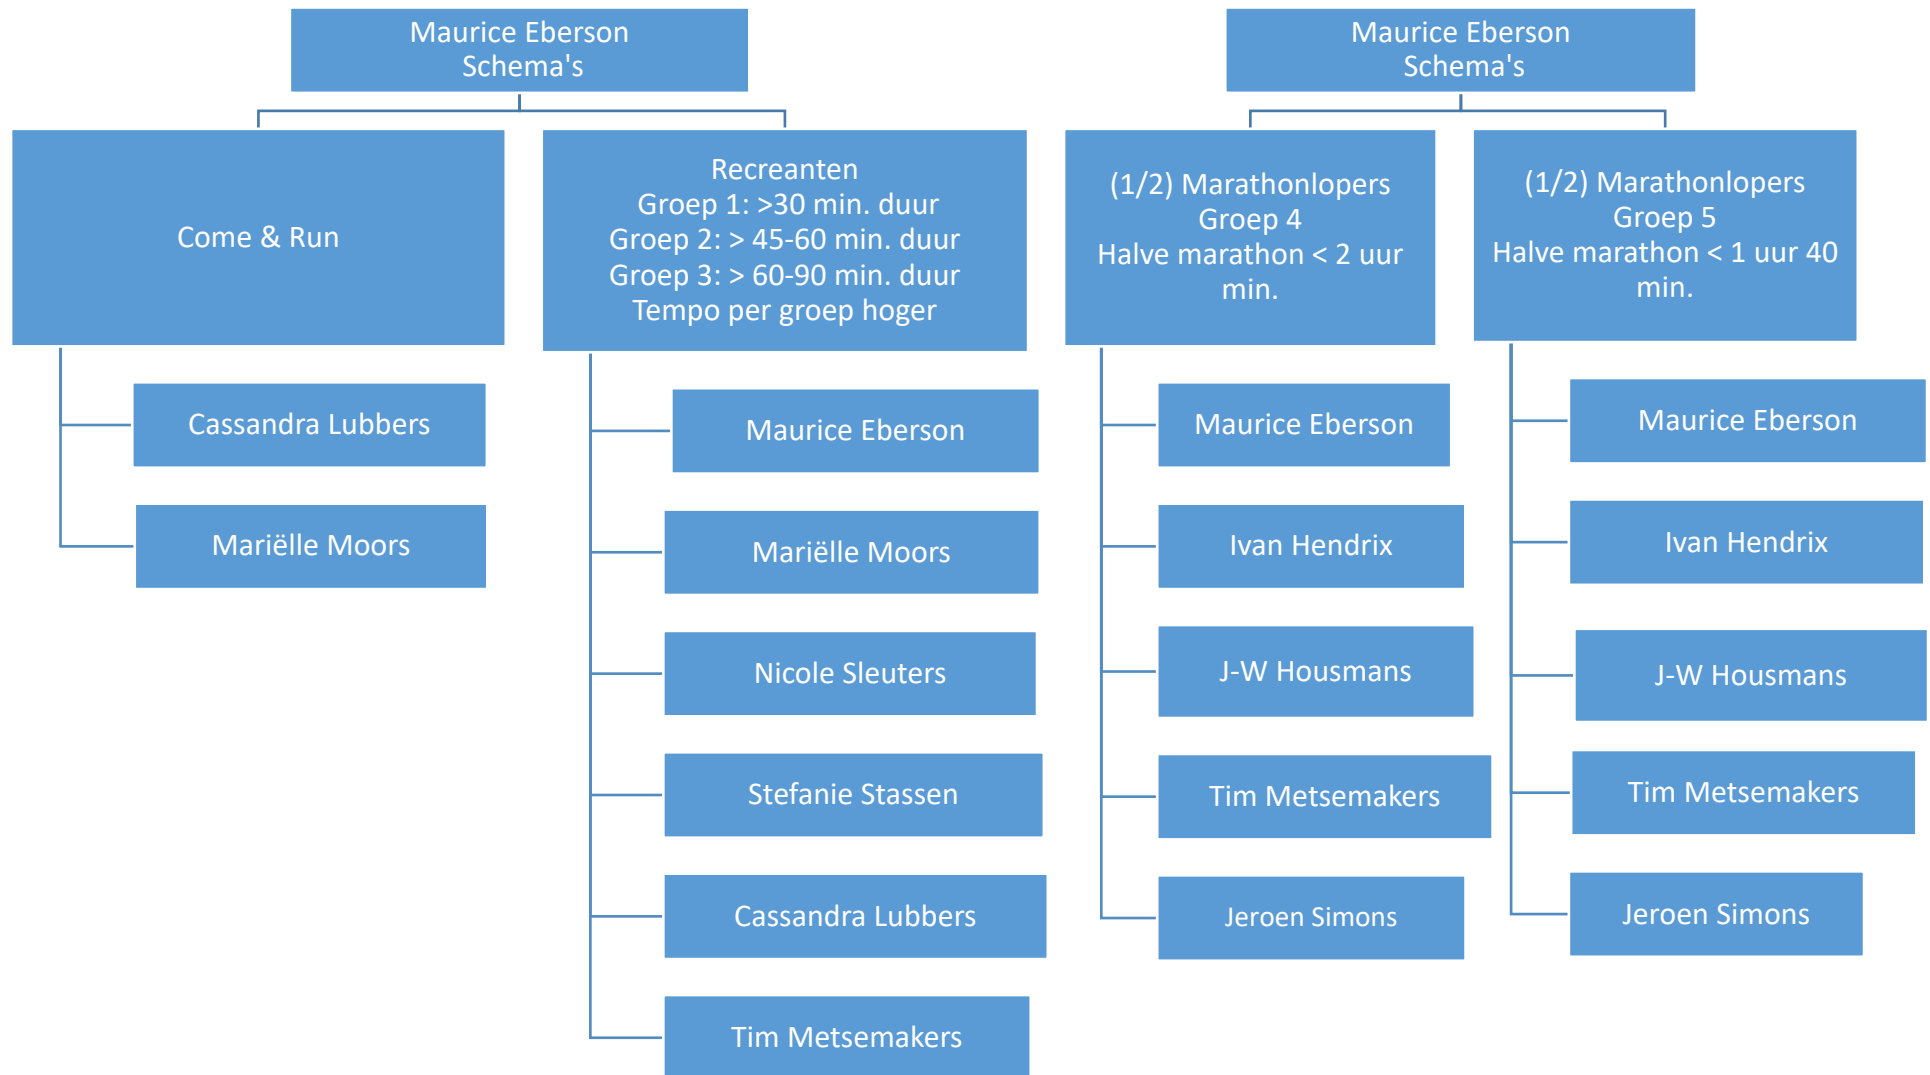 Maurice Eberson
Schema's
Come & Run
Cassandra Lubbers
Mariëlle Moors
Recreanten
Groep 1: >30 min. duur
Groep 2: > 45-60 min. duur
Groep 3: > 60-90 min. duur
Tempo per groep hoger
Maurice Eberson
Mariëlle Moors
Nicole Sleuters
Stefanie Stassen
Cassandra Lubbers
Tim Metsemakers
Maurice Eberson
Schema's
(1/2) Marathonlopers
Groep 4
Halve marathon < 2 uur
min.
Maurice Eberson
Ivan Hendrix
J-W Housmans
Tim Metsemakers
Jeroen Simons
(1/2) Marathonlopers
Groep 5
Halve marathon < 1 uur 40
min.
Maurice Eberson
Ivan Hendrix
J-W Housmans
Tim Metsemakers
Jeroen Simons